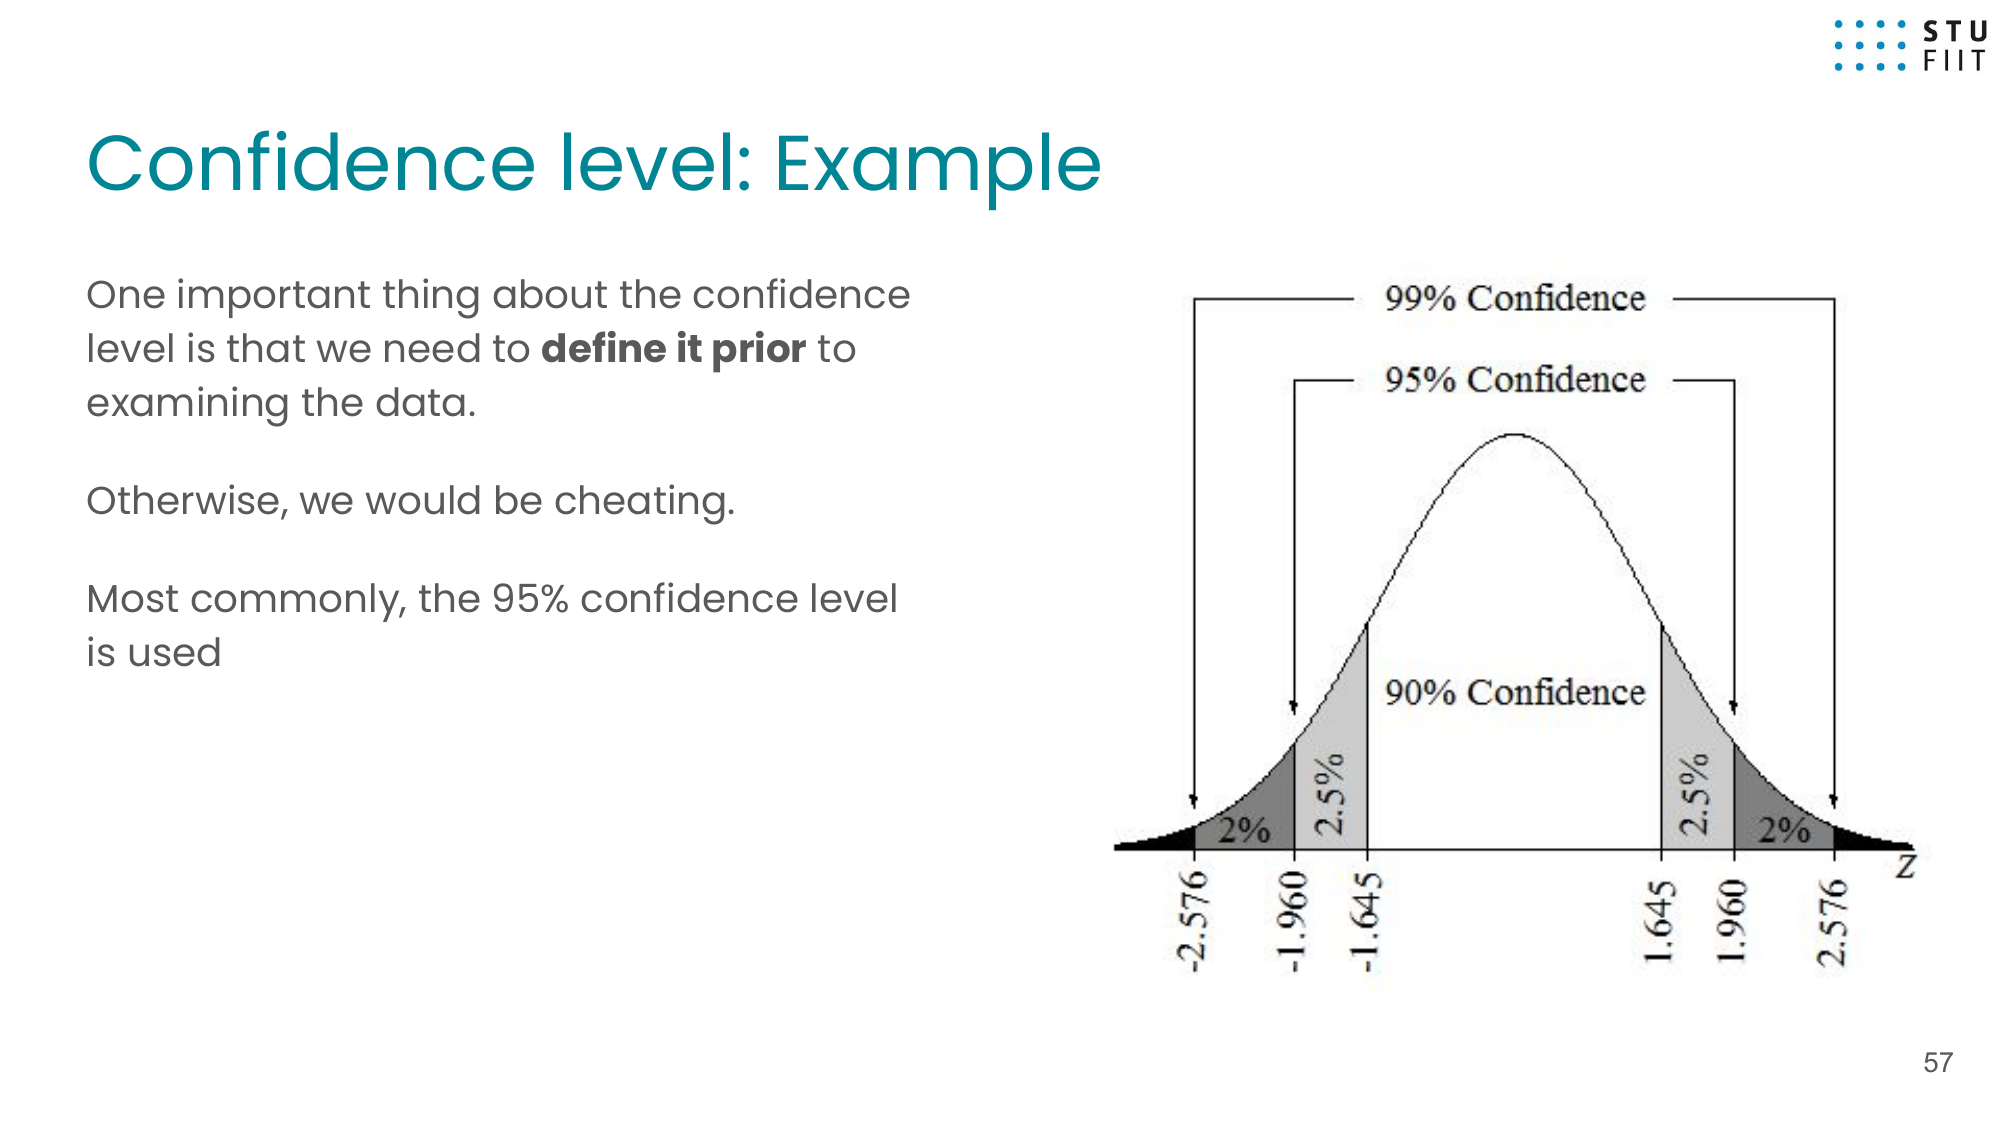 STU
FIIT
Confidence level: Example
One important thing about the confidence
level is that we need to define it prior to
examining the data.
Otherwise, we would be cheating.
Most commonly, the 95% confidence level
is used
99% Confidence
95% Confidence
90% Confidence
2%
2.5%
2.5%
2%
z
-2.576
-1.960
-1.645
1.645
1.960
2.576
57